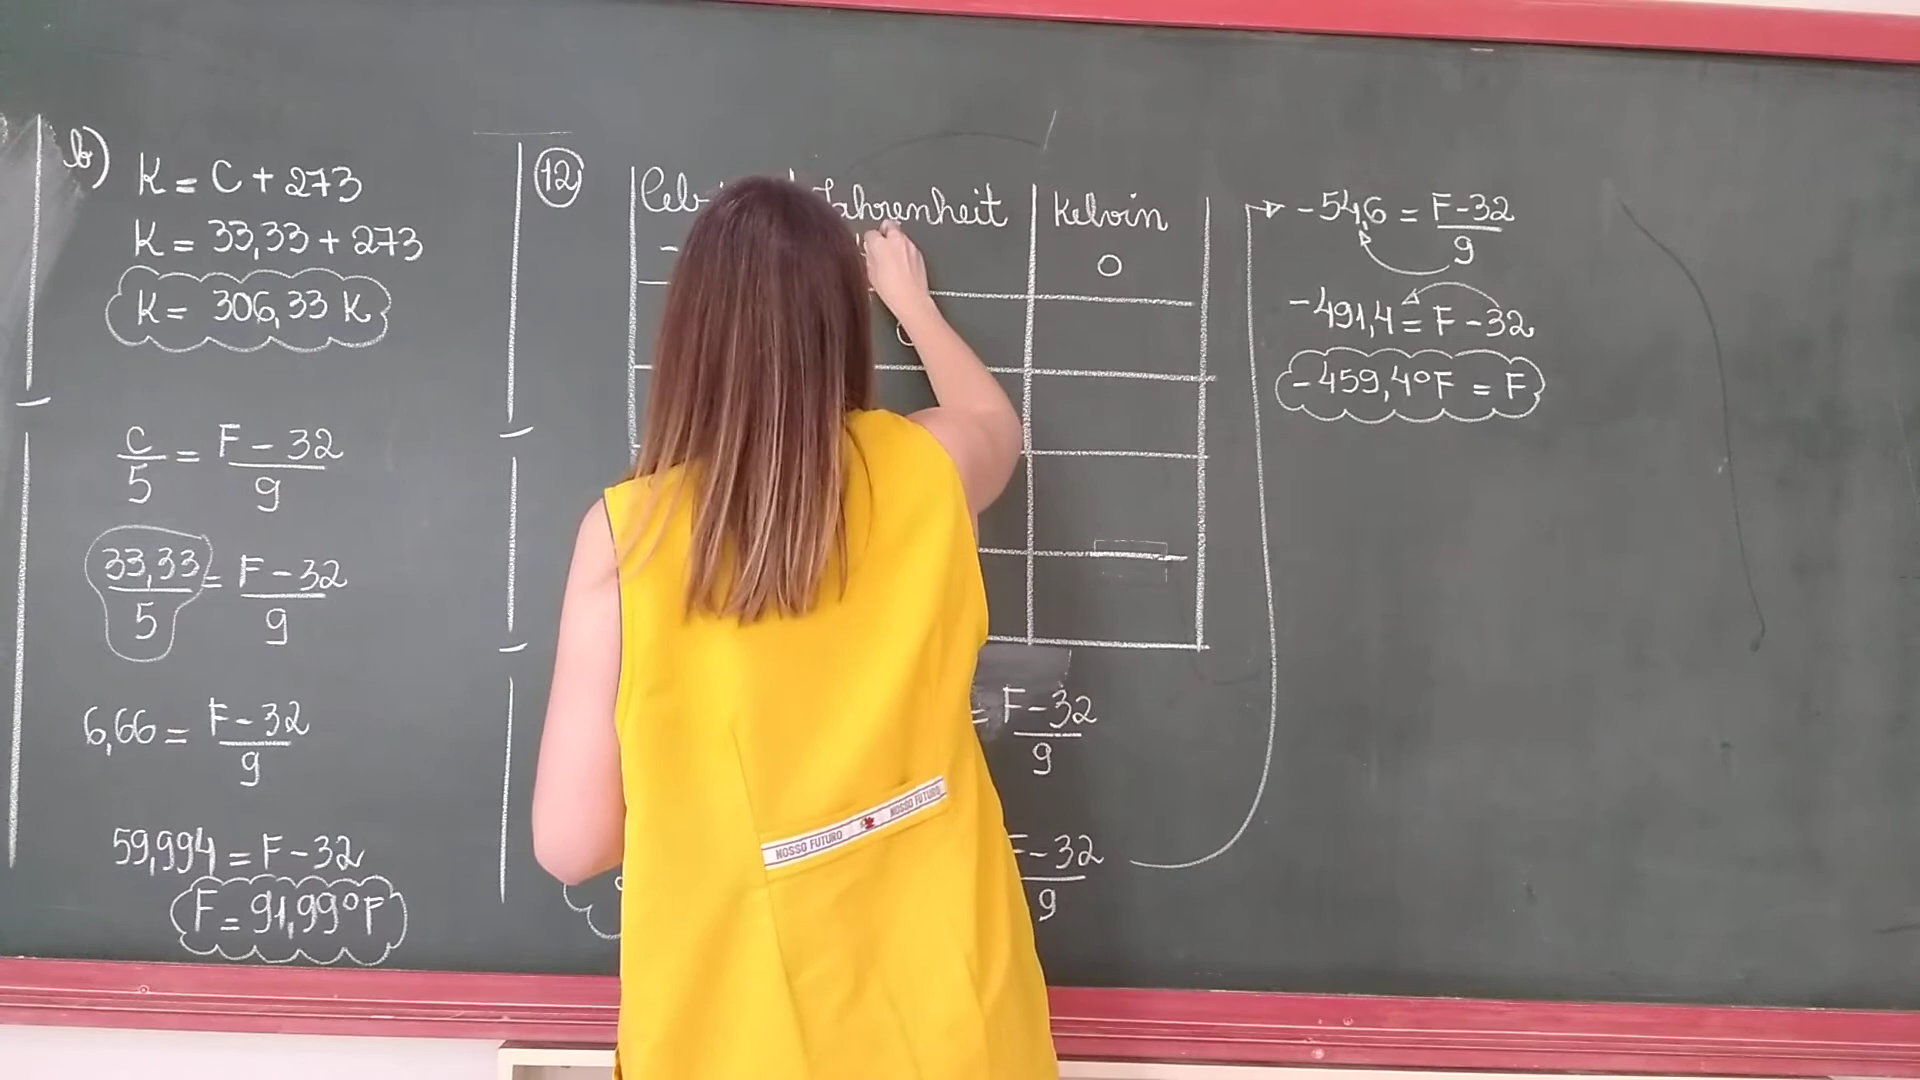 b) K = C + 273
K = 33,33 + 273
K = 306,33 K
C/5 = F - 32/9
33,33/5 = F - 32/9
6,66 = F - 32/9
59,994 = F - 32
F = 91,99°F
12
Fahrenheit Kelvin
0
= F - 32/9
F - 32/9
-54,6 = F - 32/9
-491,4 = F - 32
-459,4°F = F
NOSSO FUTURO NOSSO FUTURO